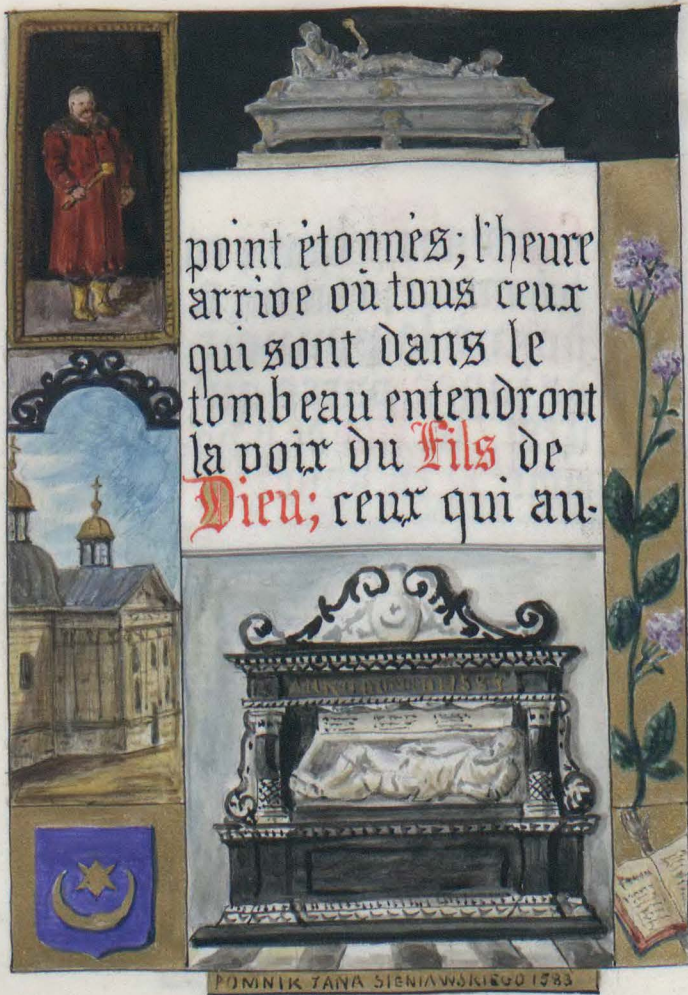 point étonnés; l'heure
arrive où tous ceux
qui sont dans le
tombeau entendront
la voix du Fils de
Dieu; ceux qui au-
POMNIK JANA SIENIAWSKIEGO 1583